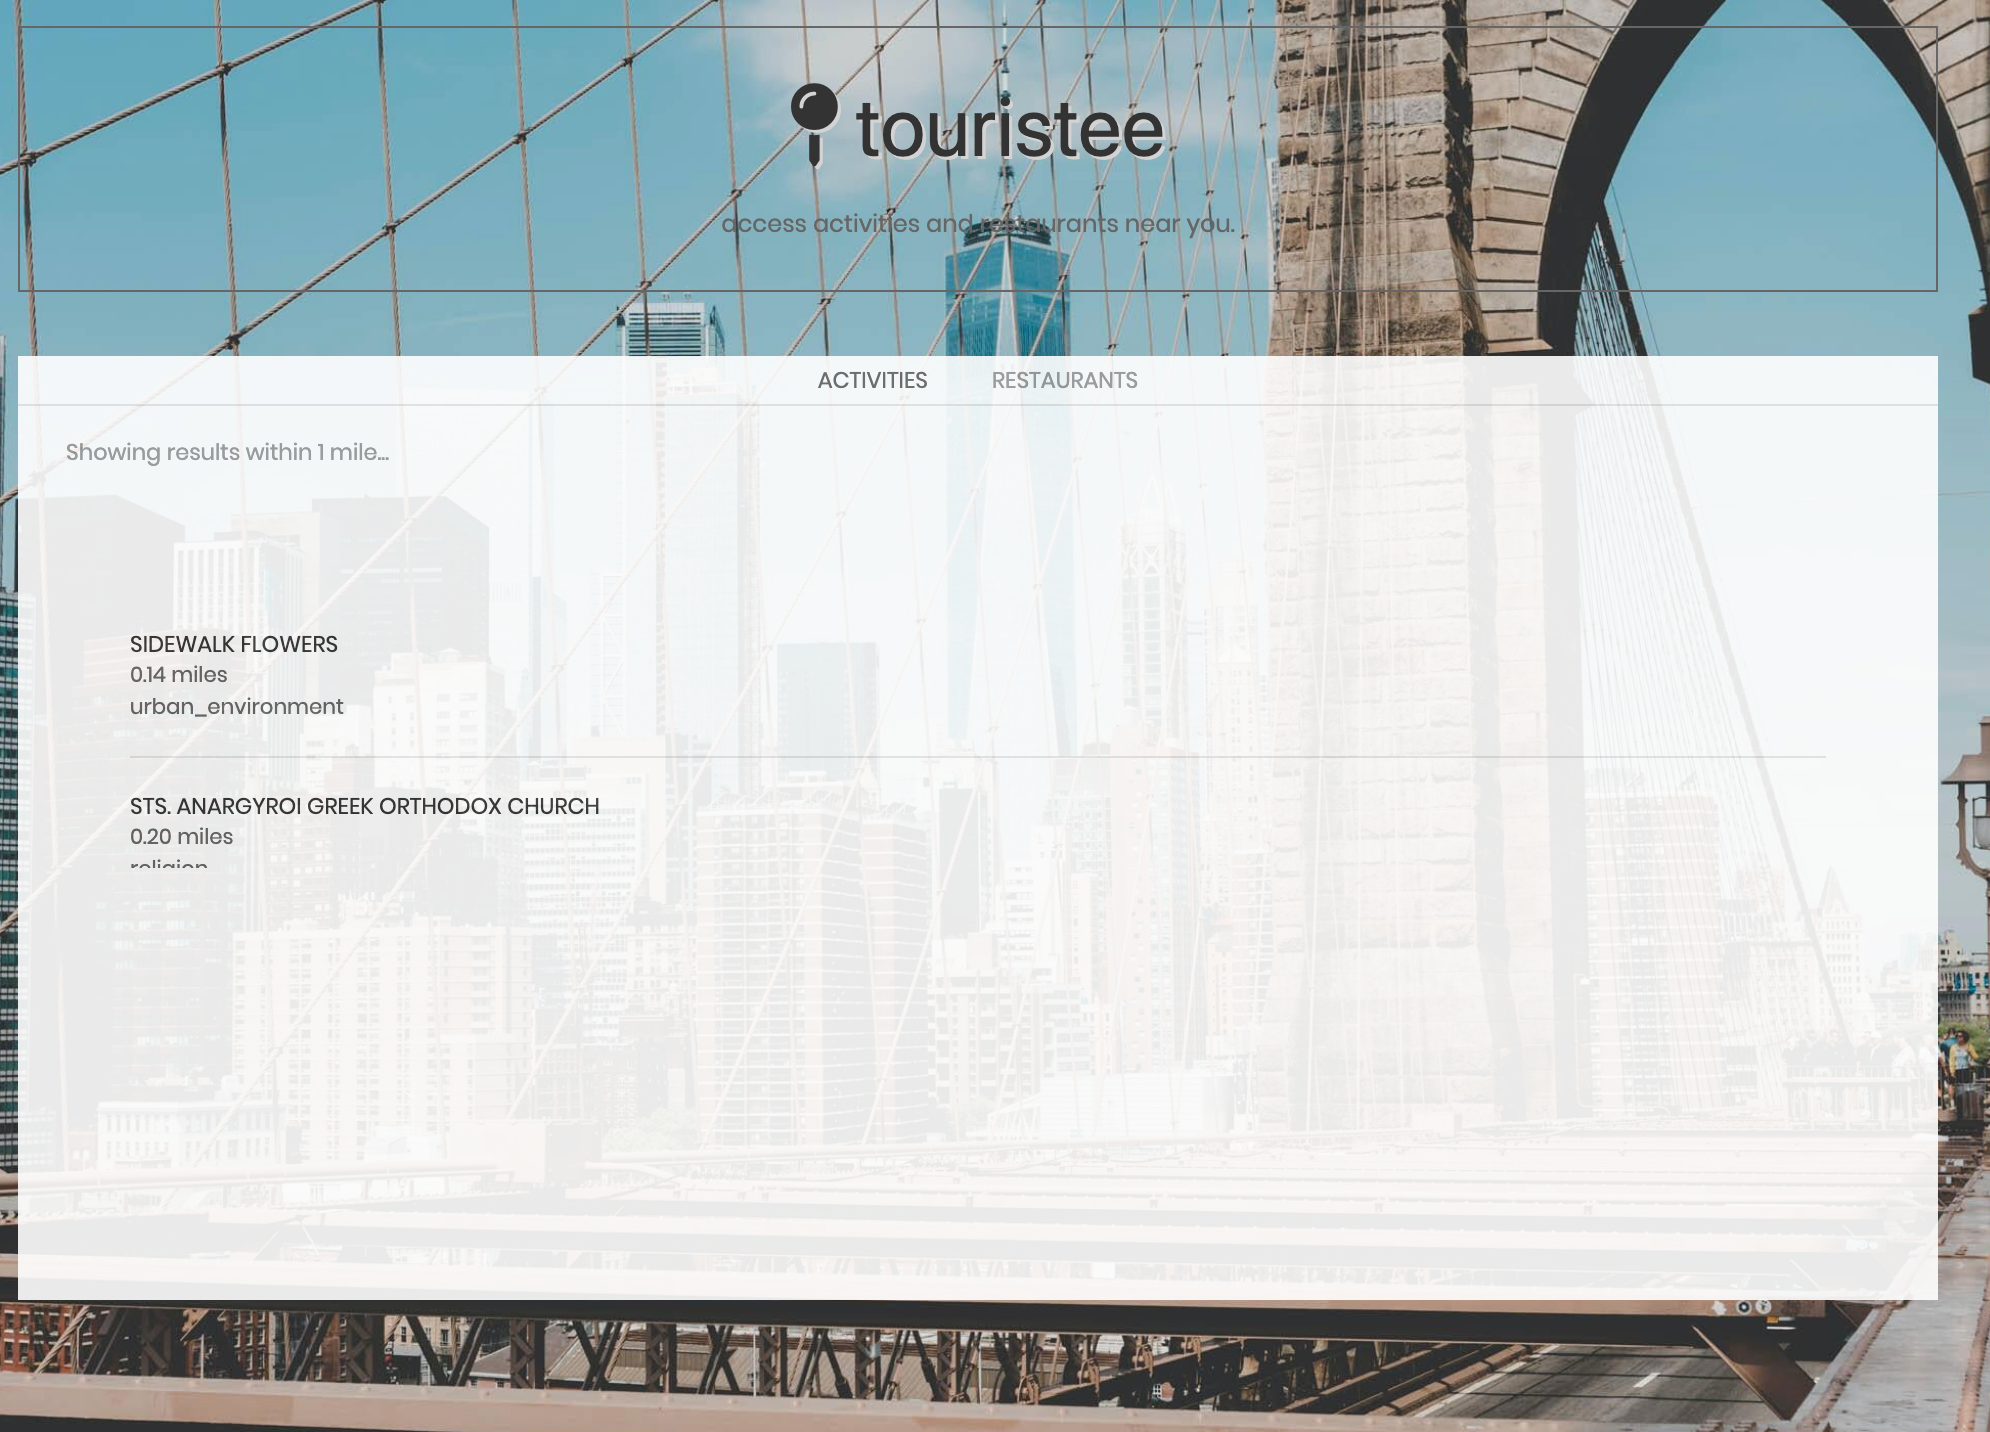 touristee
access activities and restaurants near you.
ACTIVITIES RESTAURANTS
Showing results within 1 mile...
SIDEWALK FLOWERS
0.14 miles
urban_environment
STS. ANARGYROI GREEK ORTHODOX CHURCH
0.20 miles
religion